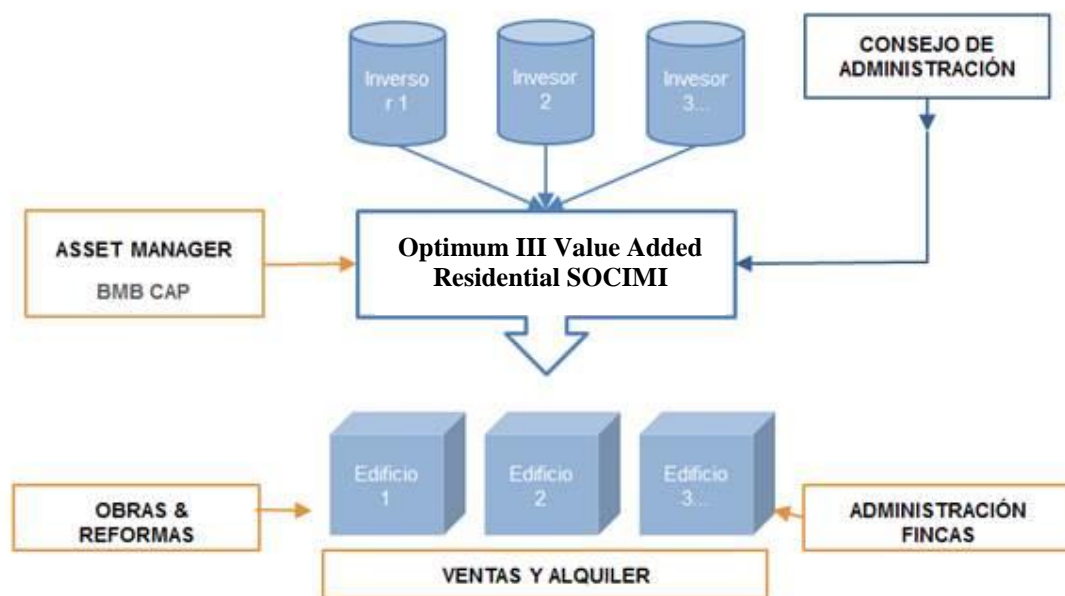 Inverso
r 1
Invesor
2
Invesor
3...
CONSEJO DE
ADMINISTRACIÓN
ASSET MANAGER
BMB CAP
Optimum III Value Added
Residential SOCIMI
Edificio
1
Edificio
2
Edificio
3...
OBRAS &
REFORMAS
ADMINISTRACIÓN
FINCAS
VENTAS Y ALQUILER